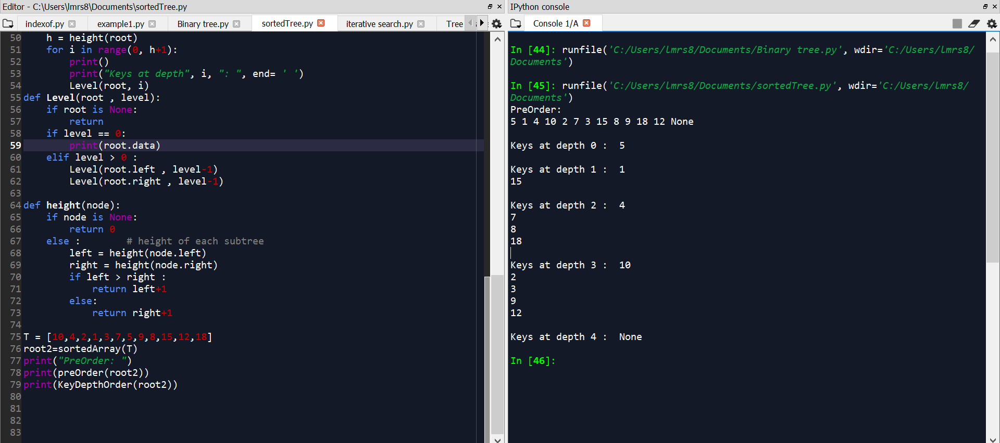 Editor - C:\Users\lmrs8\Documents\sortedTree.py
indexof.py
example1.py
Binary tree.py
sortedTree.py
iterative search.py
Tree
50     h = height(root)
51     for i in range(0, h+1):
52         print()
53         print("Keys at depth", i, ": ", end= ' ')
54         Level(root, i)
55 def Level(root , level):
56     if root is None:
57         return
58     if level == 0:
59         print(root.data)
60     elif level > 0 :
61         Level(root.left , level-1)
62         Level(root.right , level-1)
63
64 def height(node):
65     if node is None:
66         return 0
67     else :        # height of each subtree
68         left = height(node.left)
69         right = height(node.right)
70         if left > right :
71             return left+1
72         else:
73             return right+1
74
75 T = [10,4,2,1,3,7,5,9,8,15,12,18]
76 root2=sortedArray(T)
77 print("PreOrder: ")
78 print(preOrder(root2))
79 print(KeyDepthOrder(root2))
80
81
82
83
IPython console
Console 1/A
In [44]: runfile('C:/Users/lmrs8/Documents/Binary tree.py', wdir='C:/Users/lmrs8/
Documents')
In [45]: runfile('C:/Users/lmrs8/Documents/sortedTree.py', wdir='C:/Users/lmrs8/
Documents')
PreOrder:
5 1 4 10 2 7 3 15 8 9 18 12 None
Keys at depth 0 :  5
Keys at depth 1 :  1
15
Keys at depth 2 :  4
7
8
18
Keys at depth 3 :  10
2
3
9
12
Keys at depth 4 :  None
In [46]: